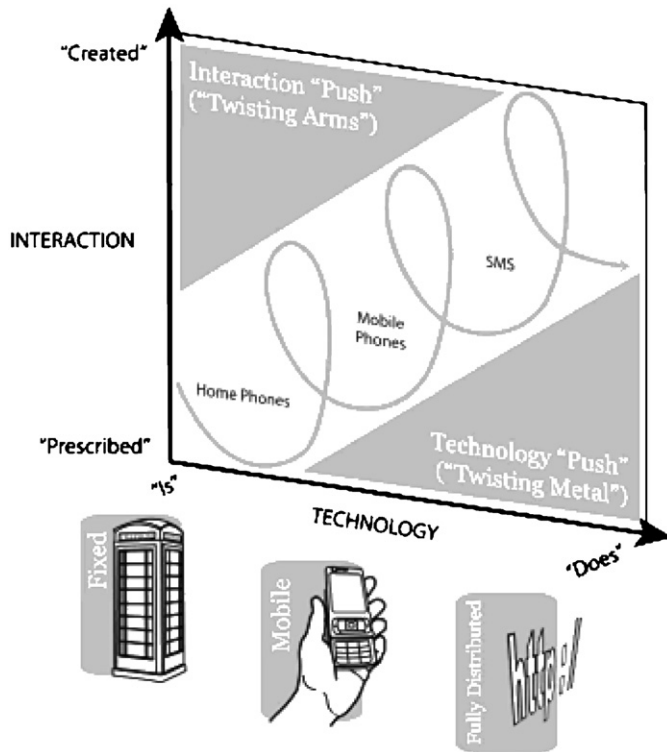 "Created"
Interaction "Push"
("Twisting Arms")
INTERACTION
SMS
Mobile
Phones
Home Phones
"Prescribed"
Technology "Push"
("Twisting Metal")
"Is"
TECHNOLOGY
"Does"
Fixed
Mobile
Fully Distributed
http:/